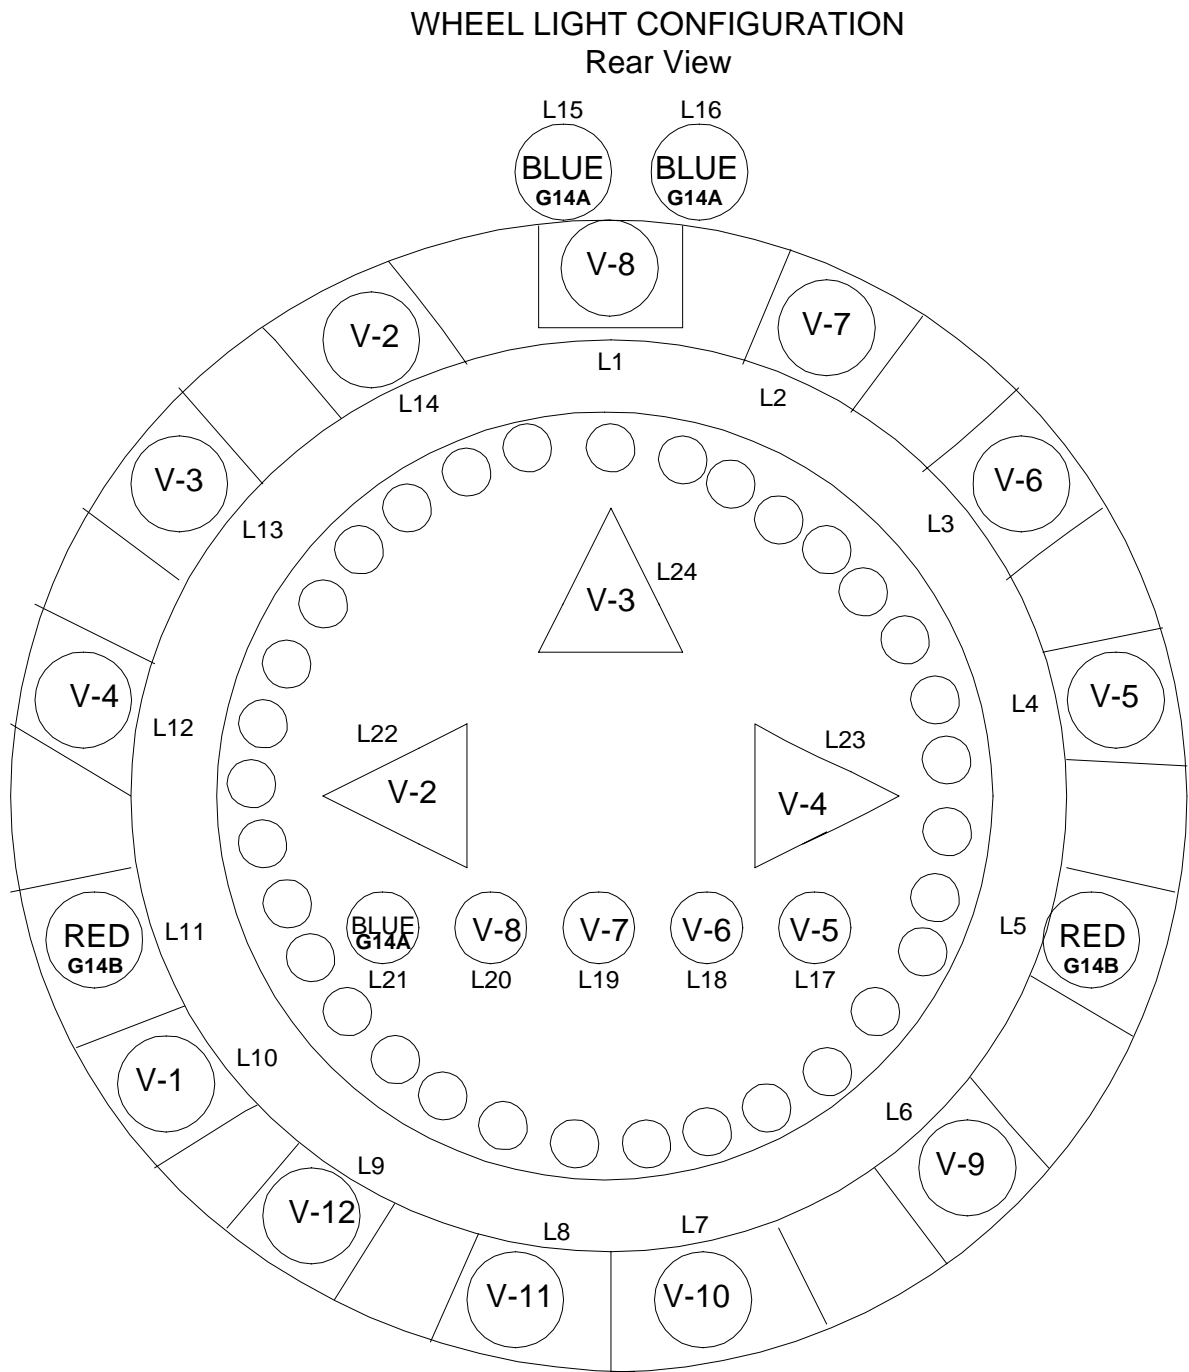 WHEEL LIGHT CONFIGURATION
Rear View
L15 L16
BLUE BLUE
G14A G14A
V-8
V-7
V-2
L1
L2
L14
V-3 V-6
L3
L13
L24
V-3
V-4 V-5
L4
L12
L22 L23
V-2
V-4
BLUE V-8 V-7 V-6 V-5
G14A
L11 L5
RED RED
G14B G14B
L21 L20 L19 L18 L17
L10
V-1
L6
L9
V-9
V-12
L8 L7
V-11 V-10